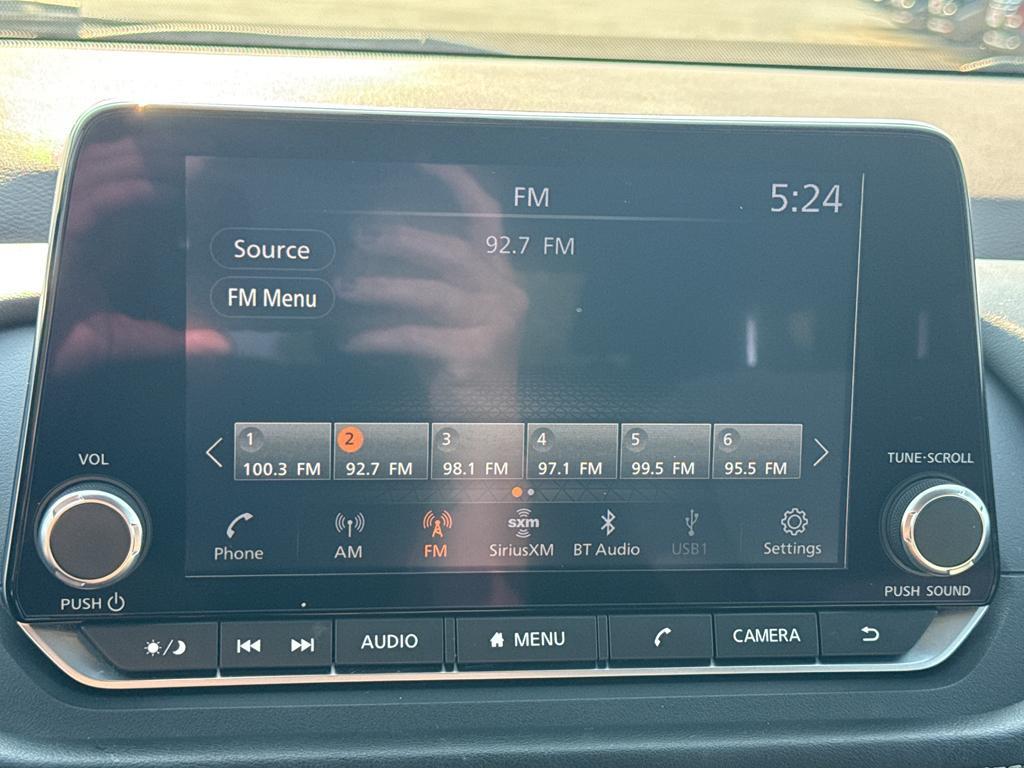 FM
5:24
Source
92.7 FM
FM Menu
1 2 3 4 5 6
100.3 FM 92.7 FM 98.1 FM 97.1 FM 99.5 FM 95.5 FM
VOL
TUNE·SCROLL
sxm
Phone AM FM SiriusXM BT Audio USB1 Settings
PUSH
PUSH SOUND
AUDIO MENU CAMERA